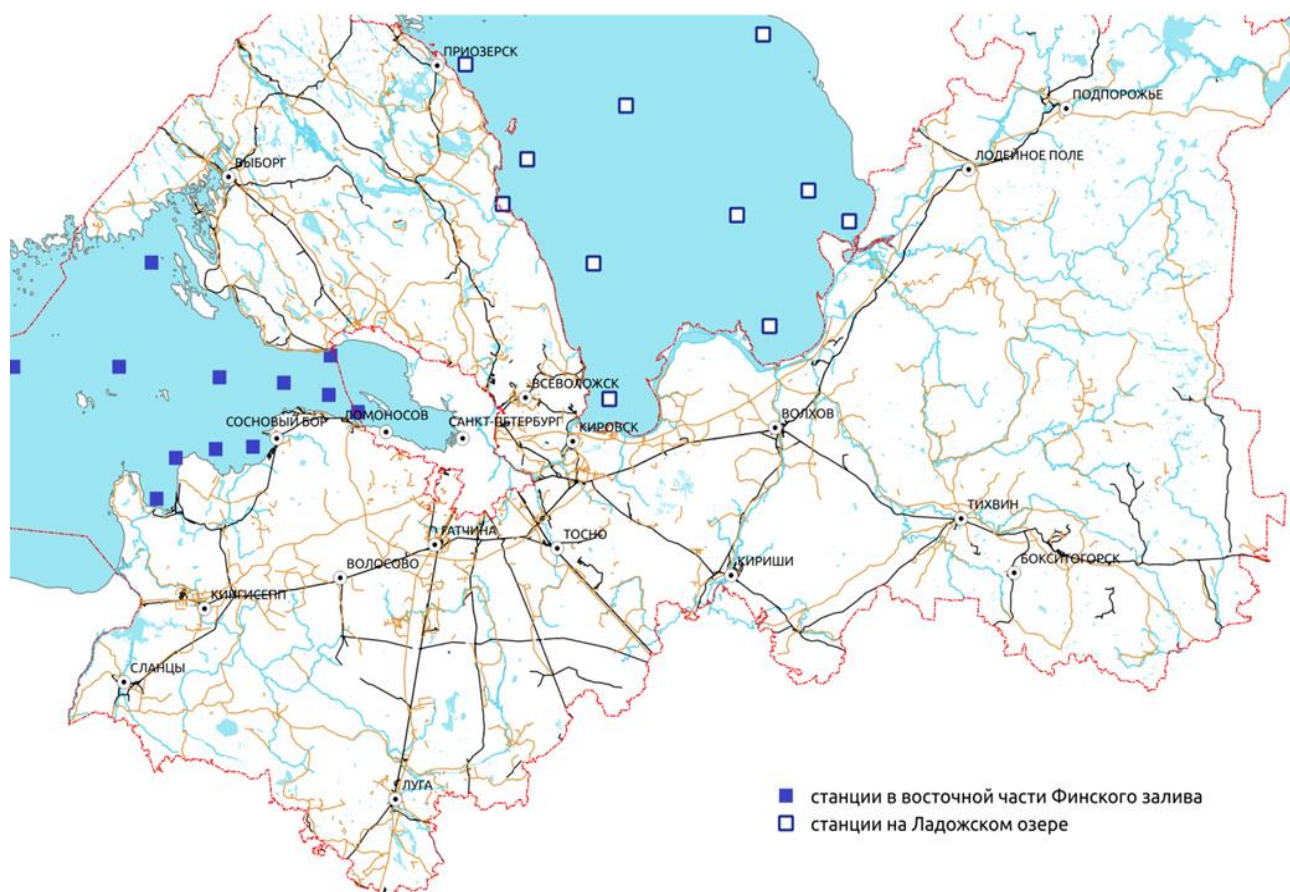 ПРИОЗЕРСК
ПОДПОРОЖЬЕ
ВЫБОРГ
ЛОДЕЙНОЕ ПОЛЕ
ВСЕВОЛОЖСК
СОСНОВЫЙ БОР
ЛОМОНОСОВ
САНКТ-ПЕТЕРБУРГ
КИРОВСК
ВОЛХОВ
ТИХВИН
ГАТЧИНА
ТОСНО
КИРИШИ
БОКСИТОГОРСК
ВОЛОСОВО
КИНГИСЕПП
СЛАНЦЫ
ЛУГА
станции в восточной части Финского залива
станции на Ладожском озере